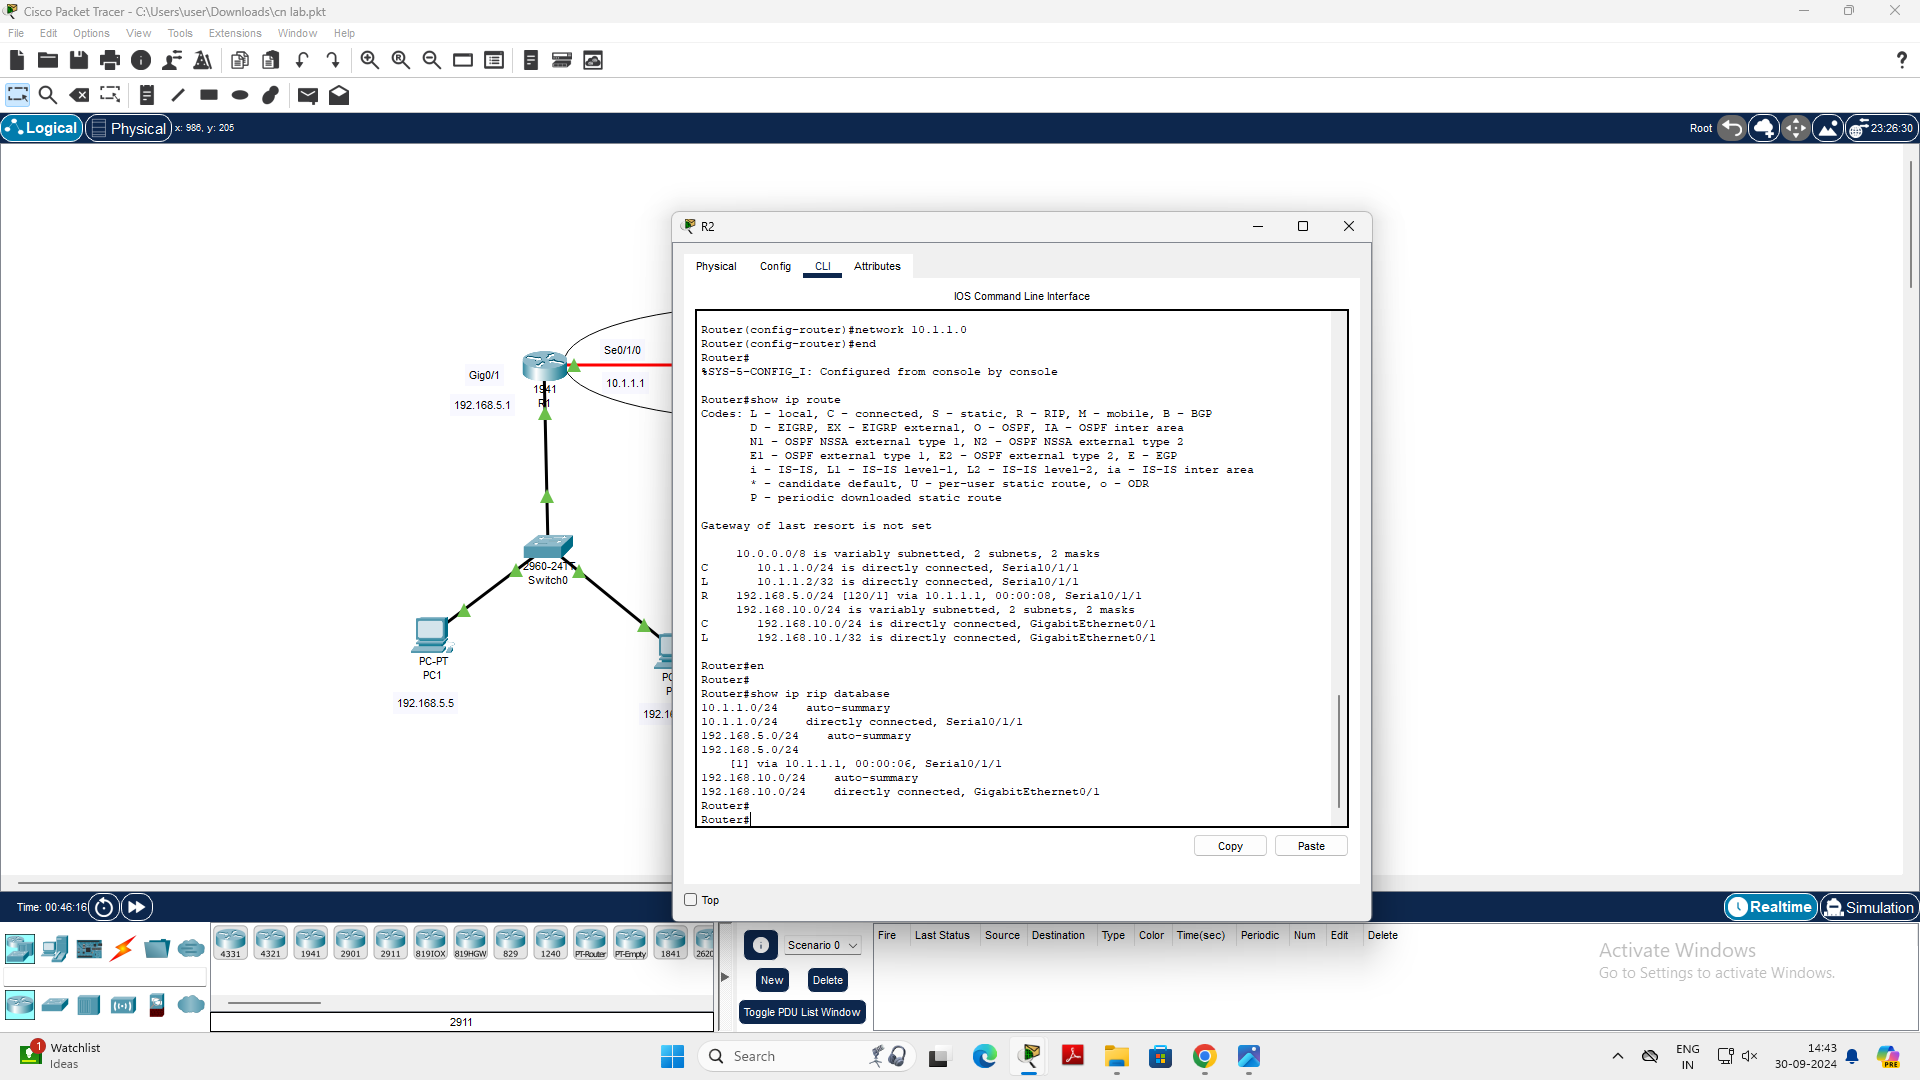 Cisco Packet Tracer - C:\Users\user\Downloads\cn lab.pkt
File Edit Options View Tools Extensions Window Help
Logical Physical x: 986, y: 205
Root 23:26:30
R2
Physical Config CLI Attributes
IOS Command Line Interface
Router(config-router)#network 10.1.1.0
Router(config-router)#end
Router#
%SYS-5-CONFIG_I: Configured from console by console
Router#show ip route
Codes: L - local, C - connected, S - static, R - RIP, M - mobile, B - BGP
D - EIGRP, EX - EIGRP external, O - OSPF, IA - OSPF inter area
N1 - OSPF NSSA external type 1, N2 - OSPF NSSA external type 2
E1 - OSPF external type 1, E2 - OSPF external type 2, E - EGP
i - IS-IS, L1 - IS-IS level-1, L2 - IS-IS level-2, ia - IS-IS inter area
* - candidate default, U - per-user static route, o - ODR
P - periodic downloaded static route
Gateway of last resort is not set
10.0.0.0/8 is variably subnetted, 2 subnets, 2 masks
C 10.1.1.0/24 is directly connected, Serial0/1/1
L 10.1.1.2/32 is directly connected, Serial0/1/1
R 192.168.5.0/24 [120/1] via 10.1.1.1, 00:00:08, Serial0/1/1
192.168.10.0/24 is variably subnetted, 2 subnets, 2 masks
C 192.168.10.0/24 is directly connected, GigabitEthernet0/1
L 192.168.10.1/32 is directly connected, GigabitEthernet0/1
Router#en
Router#
Router#show ip rip database
10.1.1.0/24 auto-summary
10.1.1.0/24 directly connected, Serial0/1/1
192.168.5.0/24 auto-summary
192.168.5.0/24
[1] via 10.1.1.1, 00:00:06, Serial0/1/1
192.168.10.0/24 auto-summary
192.168.10.0/24 directly connected, GigabitEthernet0/1
Router#
Router#
Copy Paste
Top
Se0/1/0
Gig0/1
10.1.1.1
1941
R1
192.168.5.1
2960-24TT
Switch0
PC-PT
PC1
192.168.5.5
Time: 00:46:16
Realtime Simulation
4331 4321 1941 2901 2911 819IOX 819HGW 829 1240 PT-Router PT-Empty 1841
2911
Scenario 0
New Delete
Toggle PDU List Window
Fire Last Status Source Destination Type Color Time(sec) Periodic Num Edit Delete
Activate Windows
Go to Settings to activate Windows.
1
Watchlist
Ideas
Search
ENG
IN
14:43
30-09-2024
PRE